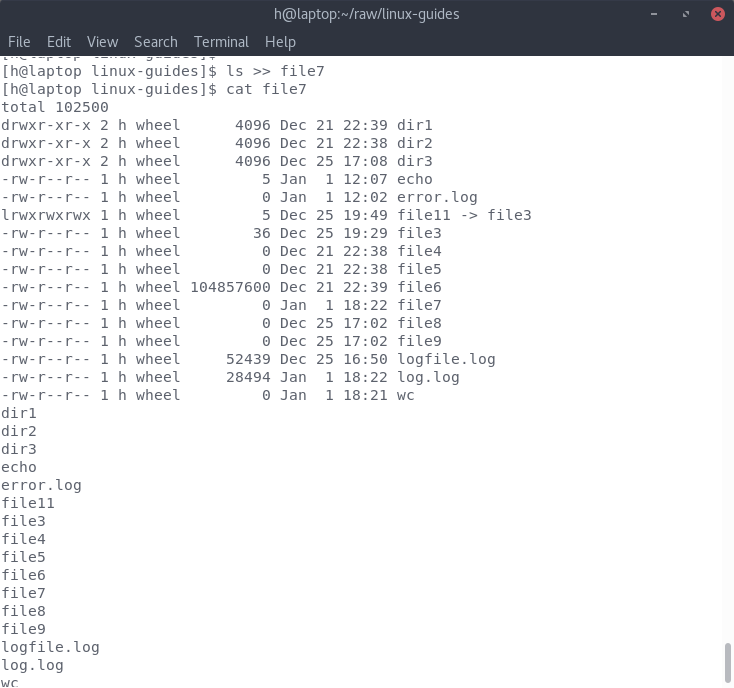 h@laptop:~/raw/linux-guides
File Edit View Search Terminal Help
[h@laptop linux-guides]$
[h@laptop linux-guides]$ ls >> file7
[h@laptop linux-guides]$ cat file7
total 102500
drwxr-xr-x 2 h wheel      4096 Dec 21 22:39 dir1
drwxr-xr-x 2 h wheel      4096 Dec 21 22:38 dir2
drwxr-xr-x 2 h wheel      4096 Dec 25 17:08 dir3
-rw-r--r-- 1 h wheel         5 Jan  1 12:07 echo
-rw-r--r-- 1 h wheel         0 Jan  1 12:02 error.log
lrwxrwxrwx 1 h wheel         5 Dec 25 19:49 file11 -> file3
-rw-r--r-- 1 h wheel        36 Dec 25 19:29 file3
-rw-r--r-- 1 h wheel         0 Dec 21 22:38 file4
-rw-r--r-- 1 h wheel         0 Dec 21 22:38 file5
-rw-r--r-- 1 h wheel 104857600 Dec 21 22:39 file6
-rw-r--r-- 1 h wheel         0 Jan  1 18:22 file7
-rw-r--r-- 1 h wheel         0 Dec 25 17:02 file8
-rw-r--r-- 1 h wheel         0 Dec 25 17:02 file9
-rw-r--r-- 1 h wheel     52439 Dec 25 16:50 logfile.log
-rw-r--r-- 1 h wheel     28494 Jan  1 18:22 log.log
-rw-r--r-- 1 h wheel         0 Jan  1 18:21 wc
dir1
dir2
dir3
echo
error.log
file11
file3
file4
file5
file6
file7
file8
file9
logfile.log
log.log
wc